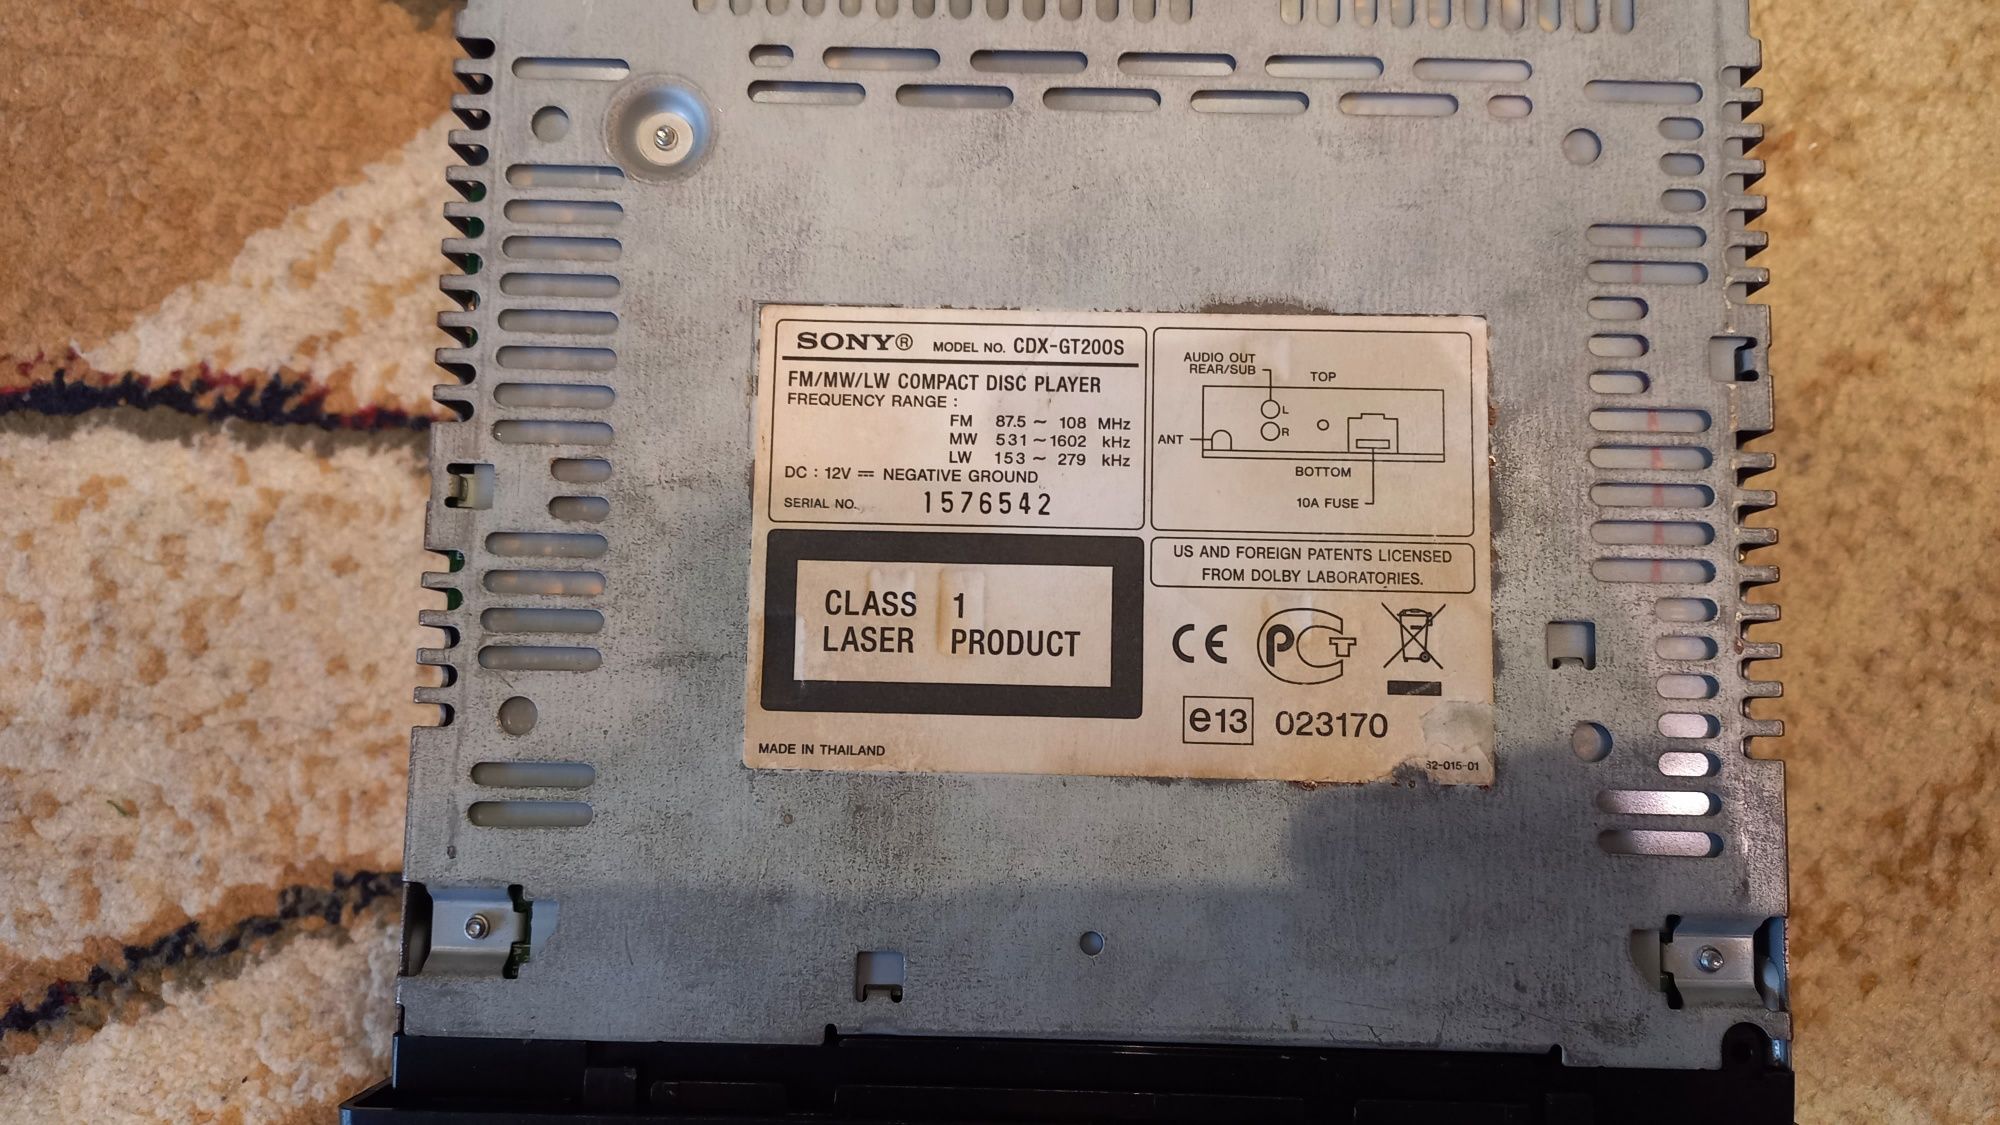 SONY® MODEL NO. CDX-GT200S
FM/MW/LW COMPACT DISC PLAYER
FREQUENCY RANGE :
FM 87.5 ~ 108 MHz
MW 531 ~ 1602 kHz
LW 153 ~ 279 kHz
DC : 12V ⎓ NEGATIVE GROUND
SERIAL NO. 1576542
AUDIO OUT
REAR/SUB
TOP
L
R
ANT
BOTTOM
10A FUSE
CLASS 1
LASER PRODUCT
US AND FOREIGN PATENTS LICENSED
FROM DOLBY LABORATORIES.
CE PCT
e13 023170
MADE IN THAILAND
2-015-01